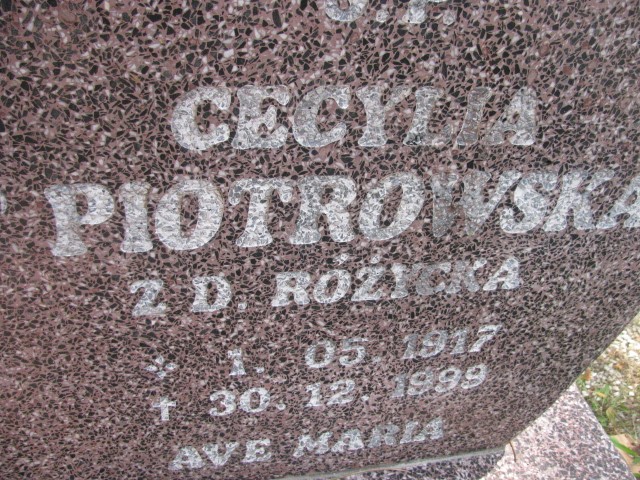 Ś.P.
CECYLIA
PIOTROWSKA
Z D. RÓŻYCKA
* 1. 05. 1917
✝ 30. 12. 1999
AVE MARIA